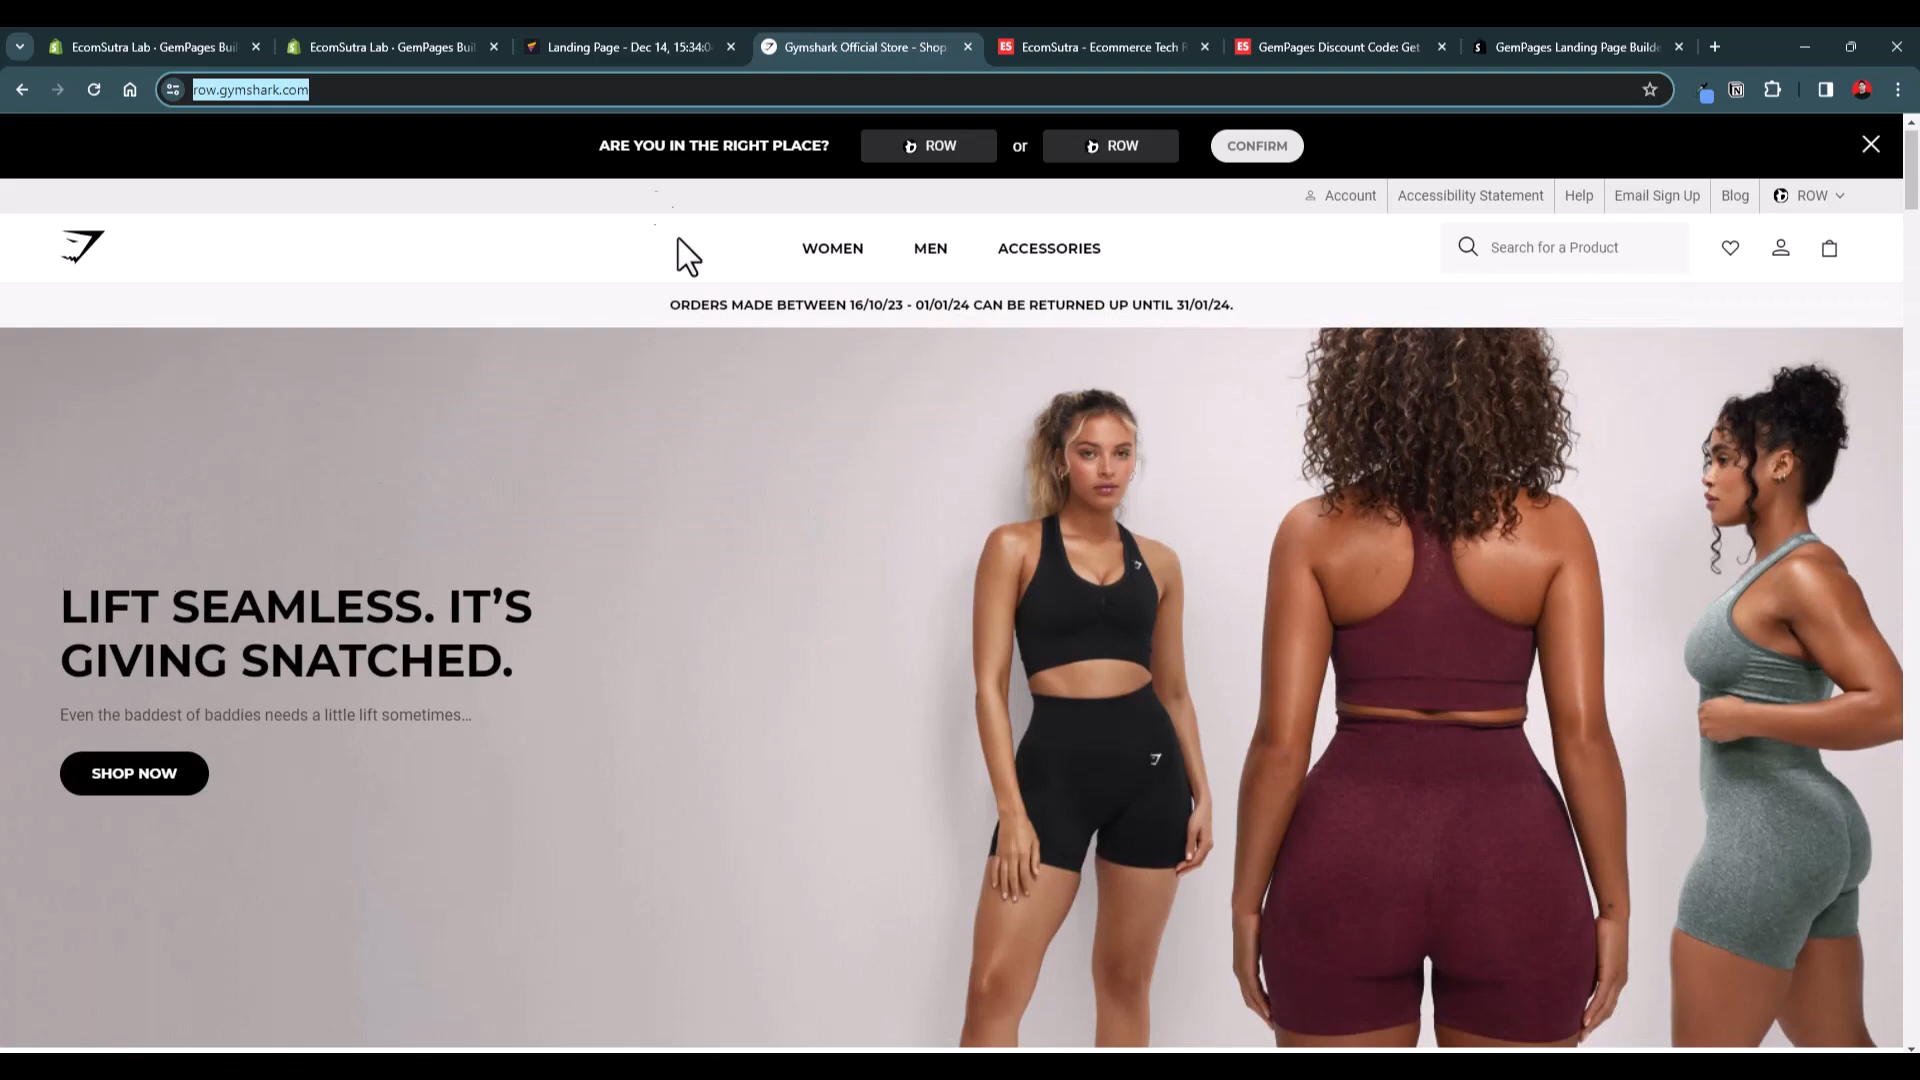 EcomSutra Lab · GemPages Buil
EcomSutra Lab · GemPages Buil
Landing Page - Dec 14, 15:34:0
Gymshark Official Store - Shop
ES
EcomSutra - Ecommerce Tech R
ES
GemPages Discount Code: Get
GemPages Landing Page Builde
row.gymshark.com
ARE YOU IN THE RIGHT PLACE?
ROW
or
ROW
CONFIRM
Account
Accessibility Statement
Help
Email Sign Up
Blog
ROW
WOMEN
MEN
ACCESSORIES
Search for a Product
ORDERS MADE BETWEEN 16/10/23 - 01/01/24 CAN BE RETURNED UP UNTIL 31/01/24.
LIFT SEAMLESS. IT’S
GIVING SNATCHED.
Even the baddest of baddies needs a little lift sometimes…
SHOP NOW